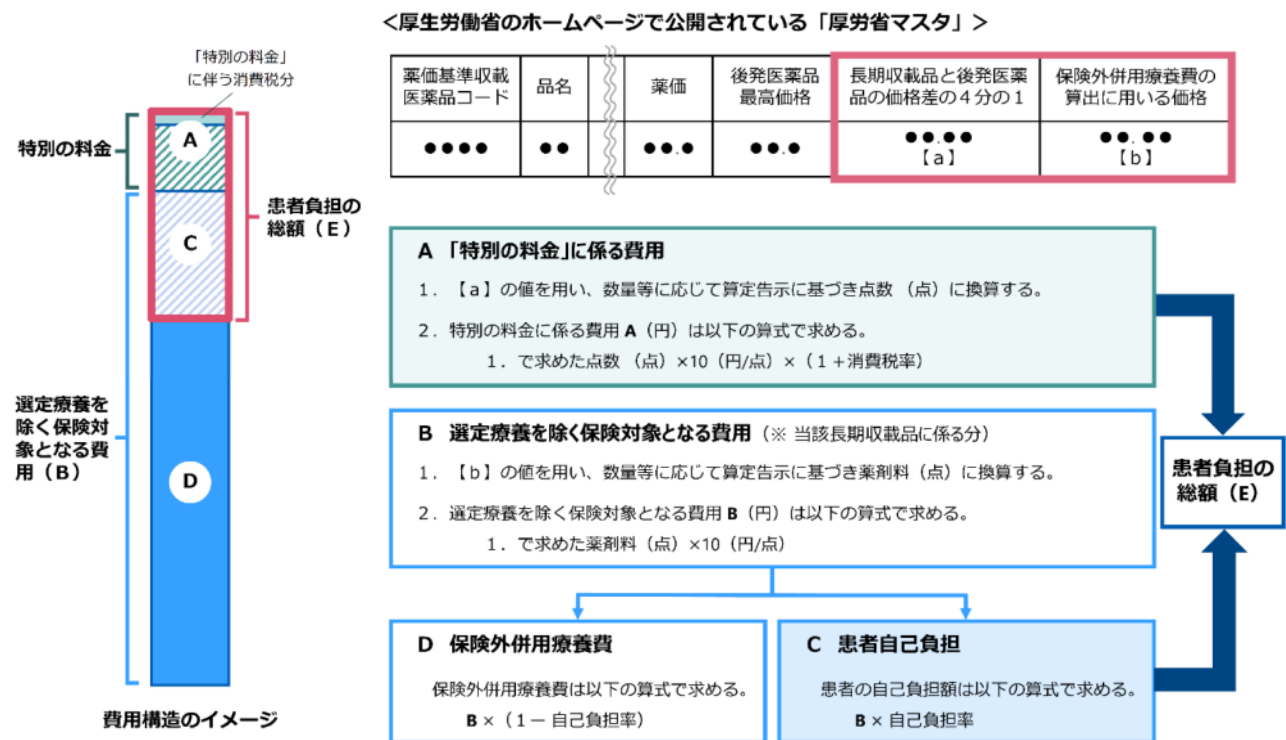 <厚生労働省のホームページで公開されている「厚労省マスタ」>
「特別の料金」
に伴う消費税分
特別の料金
A
C
D
患者負担の
総額（E）
選定療養を
除く保険対
象となる費
用（B）
費用構造のイメージ
薬価基準収載
医薬品コード
品名
薬価
後発医薬品
最高価格
長期収載品と後発医薬
品の価格差の４分の１
保険外併用療養費の
算出に用いる価格
●●●●
●●
●●.●
●●.●
●●.●●
【a】
●●.●●
【b】
A 「特別の料金」に係る費用
１．【a】の値を用い、数量等に応じて算定告示に基づき点数（点）に換算する。
２．特別の料金に係る費用 A（円）は以下の算式で求める。
１．で求めた点数（点）×10（円/点）×（１＋消費税率）
B 選定療養を除く保険対象となる費用（※ 当該長期収載品に係る分）
１．【b】の値を用い、数量等に応じて算定告示に基づき薬剤料（点）に換算する。
２．選定療養を除く保険対象となる費用 B（円）は以下の算式で求める。
１．で求めた薬剤料（点）×10（円/点）
D 保険外併用療養費
保険外併用療養費は以下の算式で求める。
B ×（1－自己負担率）
C 患者自己負担
患者の自己負担額は以下の算式で求める。
B × 自己負担率
患者負担の
総額（E）